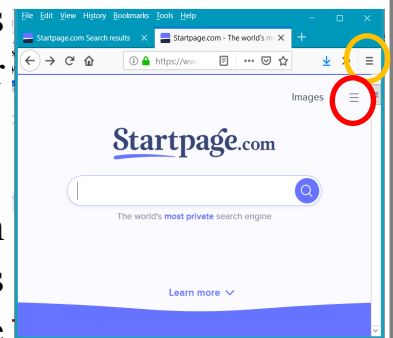 File Edit View History Bookmarks Tools Help
Startpage.com Search results Startpage.com - The world's m
https://www
Images
Startpage.com
The world's most private search engine
Learn more